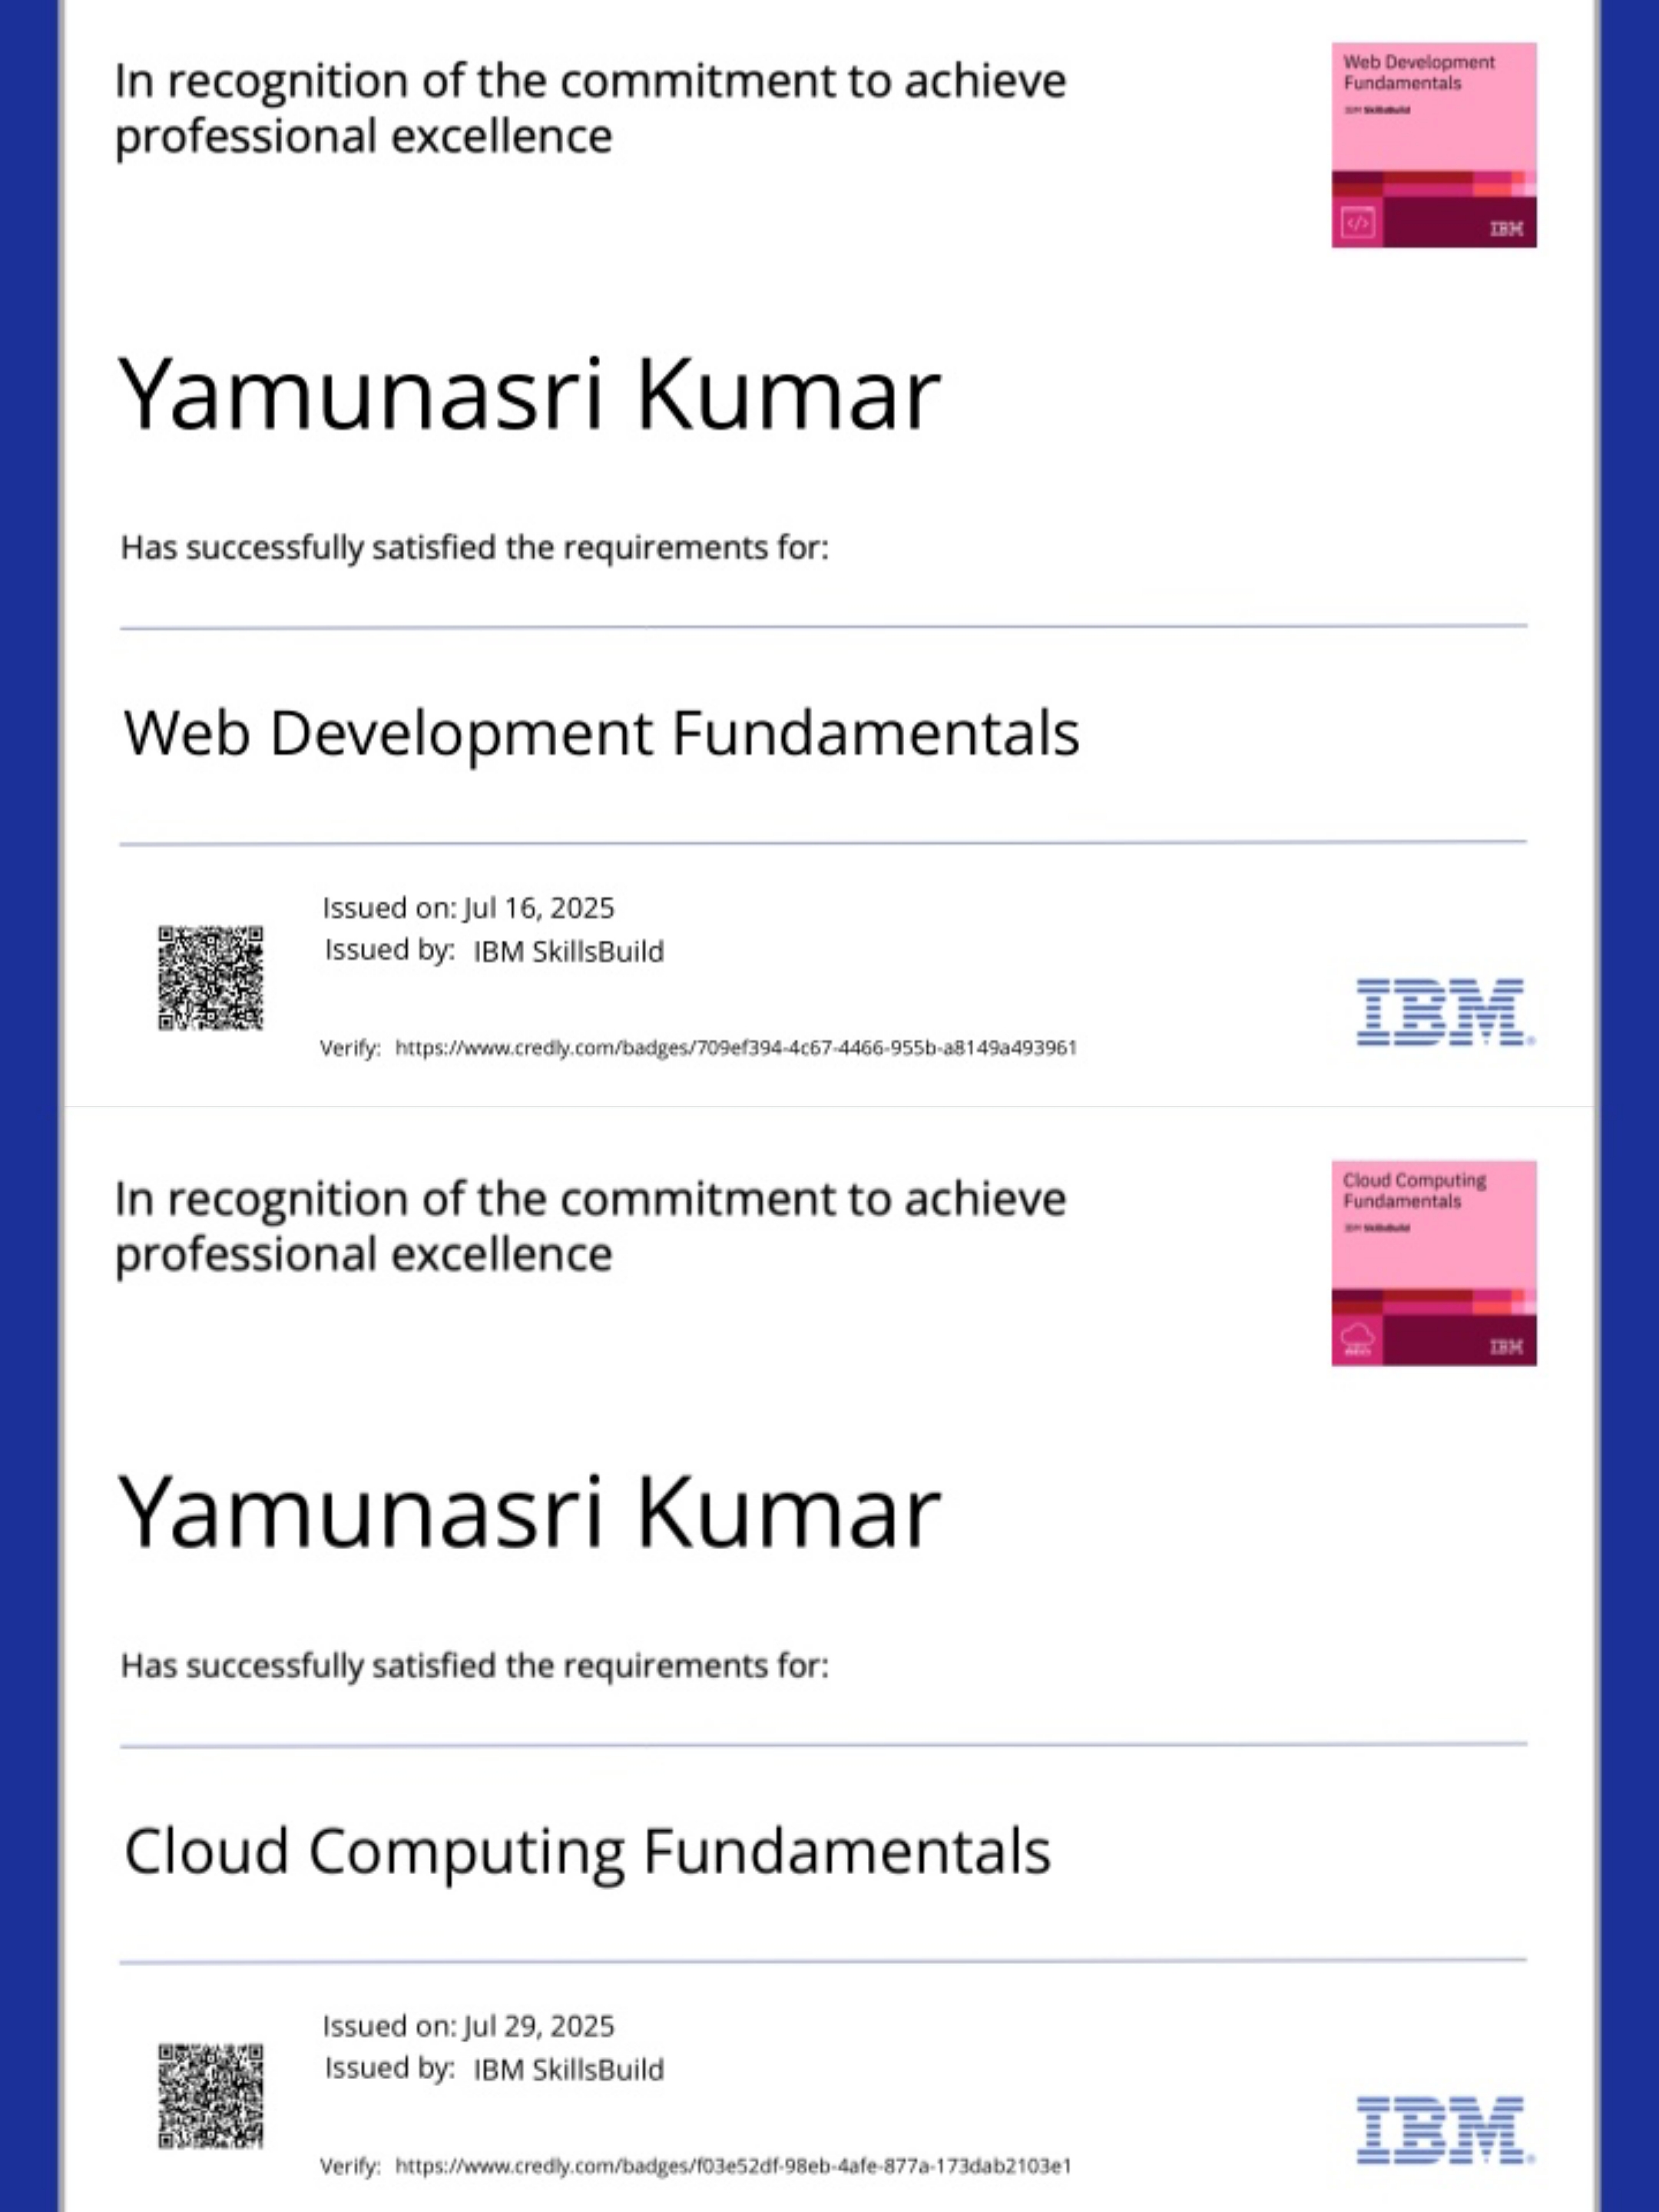 In recognition of the commitment to achieve
professional excellence
Web Development
Fundamentals
IBM SkillsBuild
IBM
Yamunasri Kumar
Has successfully satisfied the requirements for:
Web Development Fundamentals
Issued on: Jul 16, 2025
Issued by: IBM SkillsBuild
Verify: https://www.credly.com/badges/709ef394-4c67-4466-955b-a8149a493961
IBM
In recognition of the commitment to achieve
professional excellence
Cloud Computing
Fundamentals
IBM SkillsBuild
IBM
Yamunasri Kumar
Has successfully satisfied the requirements for:
Cloud Computing Fundamentals
Issued on: Jul 29, 2025
Issued by: IBM SkillsBuild
Verify: https://www.credly.com/badges/f03e52df-98eb-4afe-877a-173dab2103e1
IBM